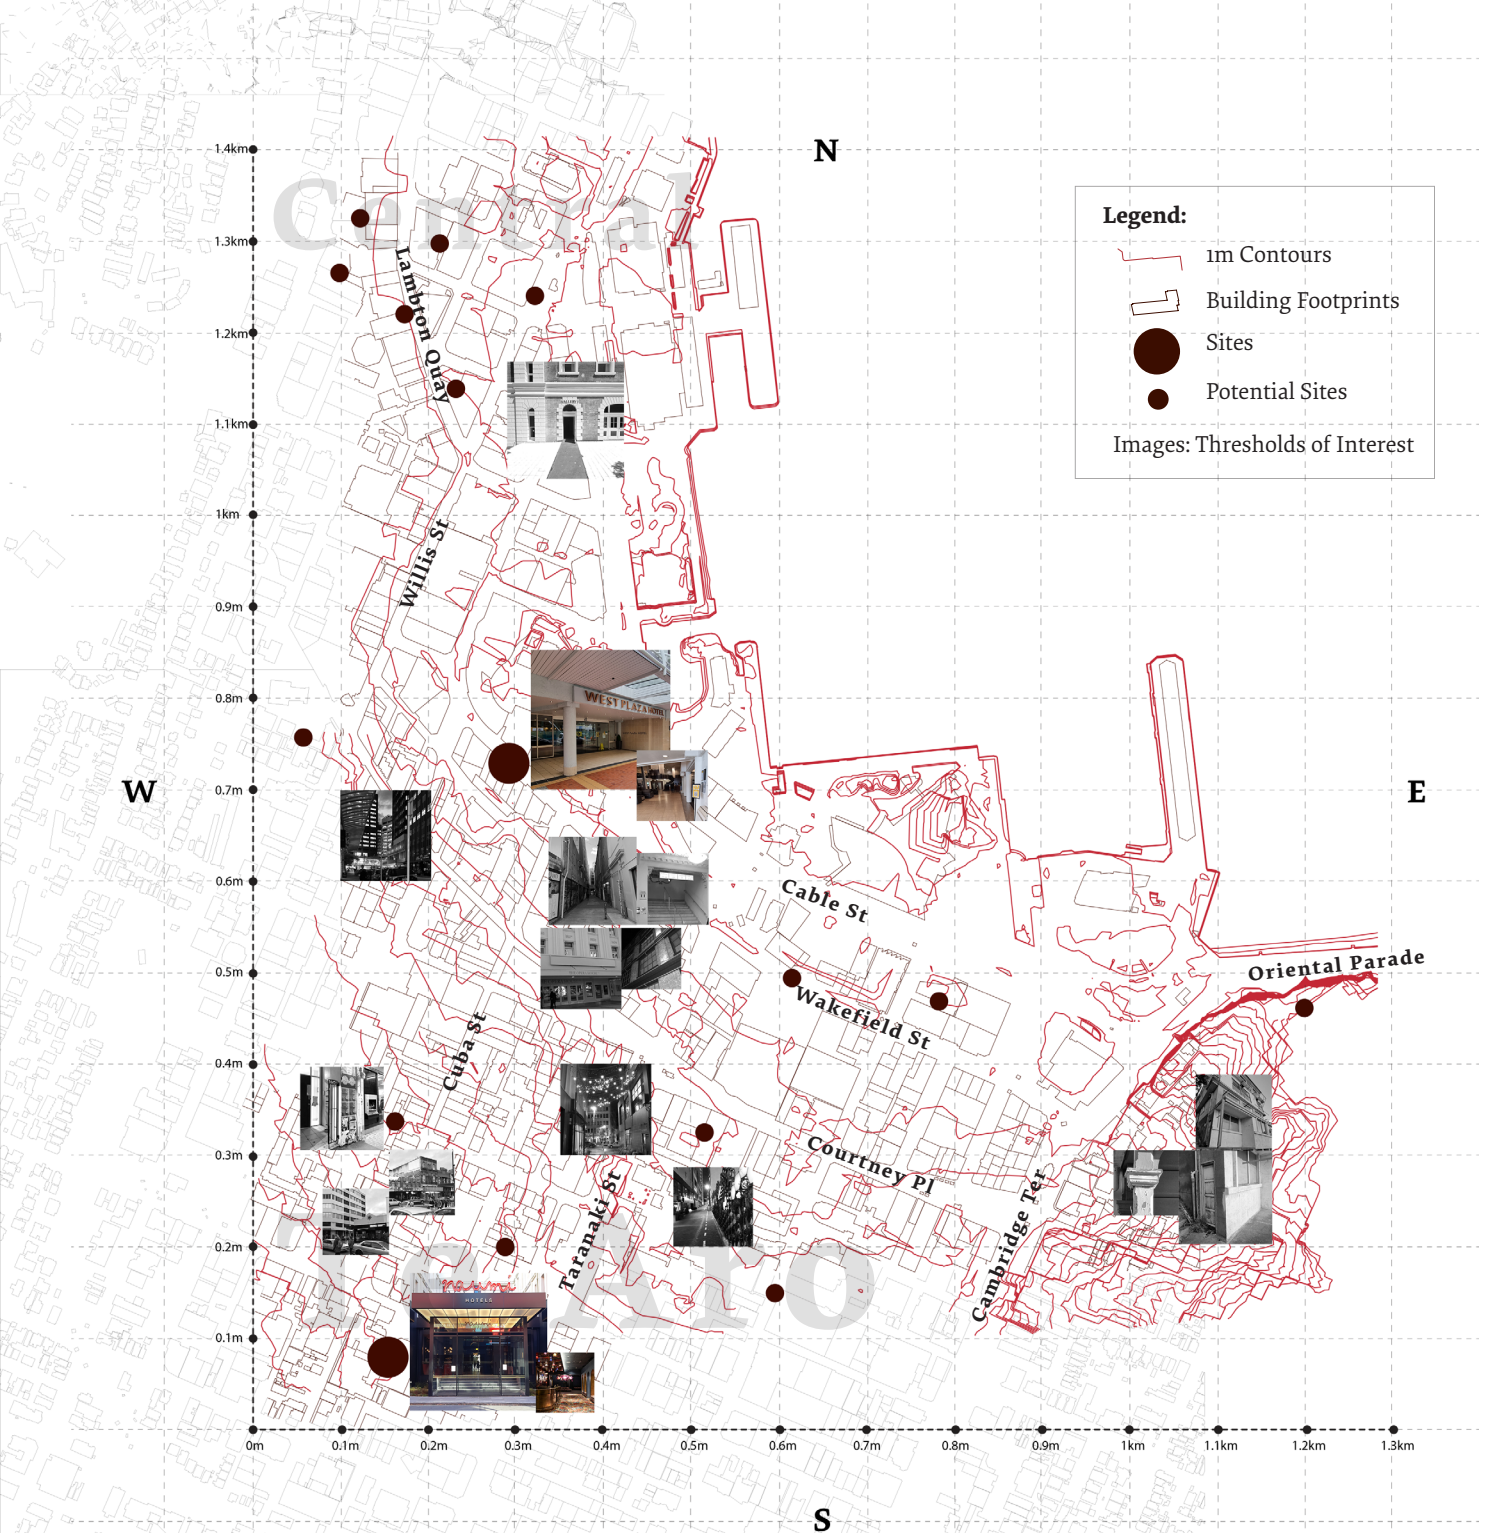 N
1.4km
Central
1.3km
Lambton Quay
1.2km
1.1km
Legend:
1m Contours
Building Footprints
Sites
Potential Sites
Images: Thresholds of Interest
1km
Willis St
0.9m
0.8m
WEST PLAZA HOTEL
W
0.7m
E
0.6m
Cable St
0.5m
Oriental Parade
Wakefield St
Cuba St
0.4m
0.3m
Courtney Pl
Taranaki St
Cambridge Ter
0.2m
Te Aro
HOTELS
0.1m
0m
0.1m
0.2m
0.3m
0.4m
0.5m
0.6m
0.7m
0.8m
0.9m
1km
1.1km
1.2km
1.3km
S